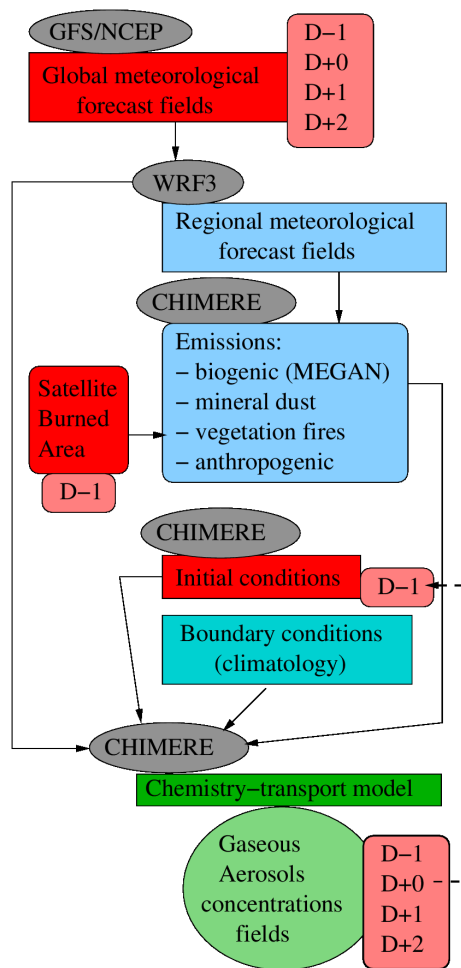 GFS/NCEP
Global meteorological
forecast fields
D−1
D+0
D+1
D+2
WRF3
Regional meteorological
forecast fields
CHIMERE
Emissions:
− biogenic (MEGAN)
− mineral dust
− vegetation fires
− anthropogenic
Satellite
Burned
Area
D−1
CHIMERE
Initial conditions
D−1
Boundary conditions
(climatology)
CHIMERE
Chemistry−transport model
Gaseous
Aerosols
concentrations
fields
D−1
D+0
D+1
D+2